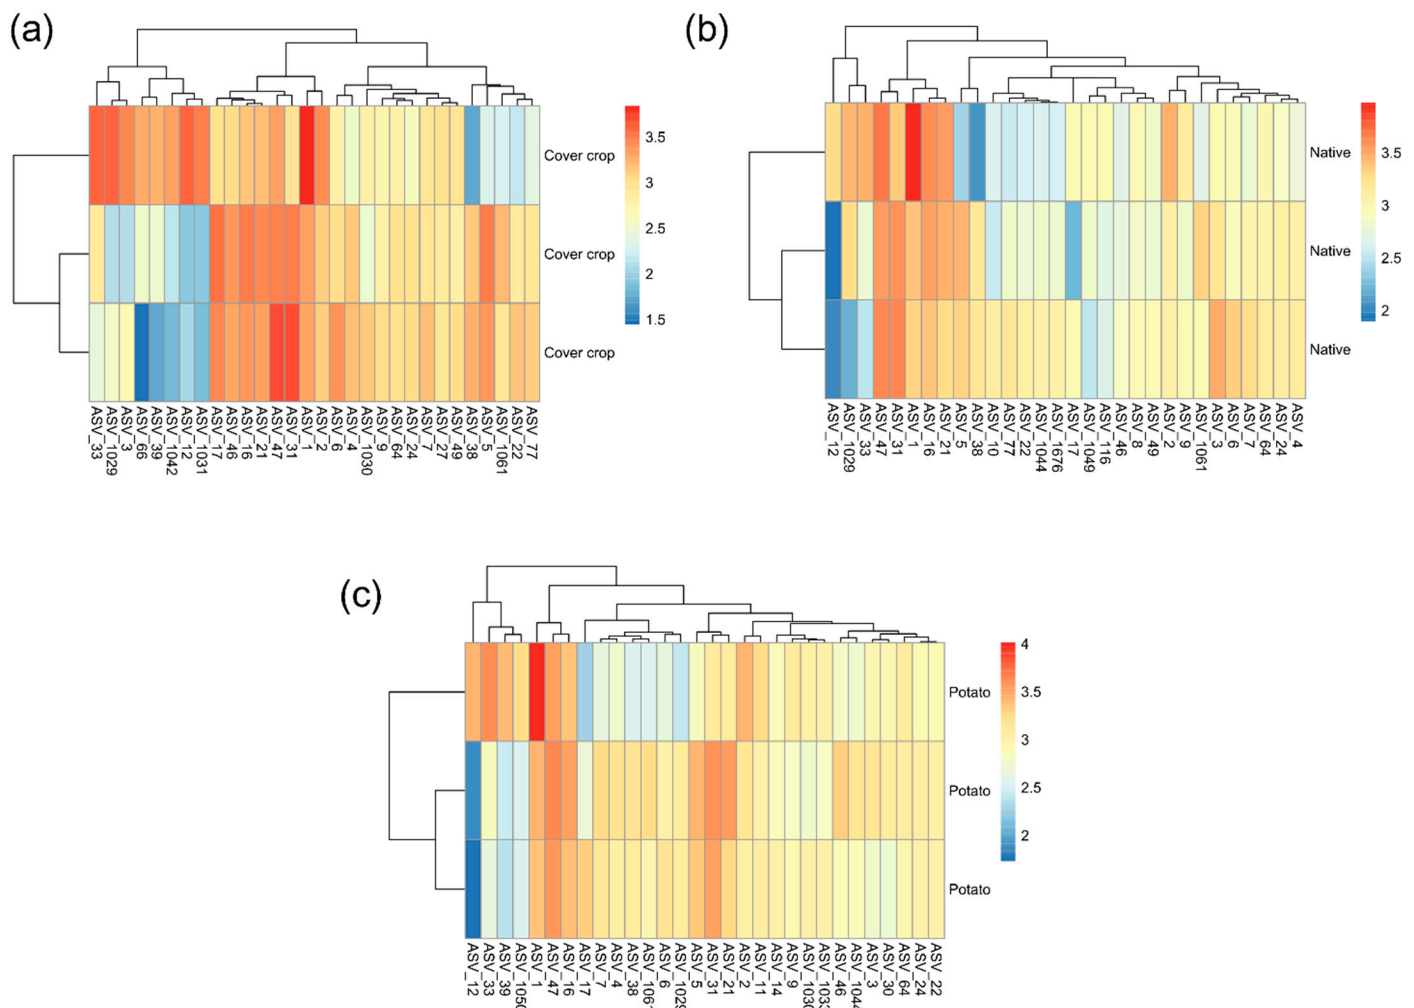 (a)
Cover crop
Cover crop
Cover crop
3.5
3
2.5
2
1.5
ASV_33
ASV_1029
ASV_3
ASV_66
ASV_39
ASV_1042
ASV_12
ASV_1031
ASV_17
ASV_46
ASV_16
ASV_21
ASV_47
ASV_31
ASV_1
ASV_2
ASV_6
ASV_4
ASV_1030
ASV_9
ASV_64
ASV_24
ASV_7
ASV_27
ASV_49
ASV_38
ASV_5
ASV_1061
ASV_22
ASV_77
(b)
Native
Native
Native
3.5
3
2.5
2
ASV_12
ASV_1029
ASV_33
ASV_47
ASV_31
ASV_1
ASV_16
ASV_21
ASV_5
ASV_38
ASV_10
ASV_77
ASV_22
ASV_1044
ASV_1676
ASV_17
ASV_1049
ASV_116
ASV_46
ASV_8
ASV_49
ASV_2
ASV_9
ASV_1061
ASV_3
ASV_6
ASV_7
ASV_64
ASV_24
ASV_4
(c)
Potato
Potato
Potato
4
3.5
3
2.5
2
ASV_12
ASV_33
ASV_39
ASV_1050
ASV_1
ASV_47
ASV_16
ASV_17
ASV_7
ASV_4
ASV_38
ASV_1061
ASV_6
ASV_1029
ASV_5
ASV_31
ASV_21
ASV_2
ASV_11
ASV_14
ASV_9
ASV_1030
ASV_1033
ASV_46
ASV_1044
ASV_3
ASV_30
ASV_64
ASV_24
ASV_22